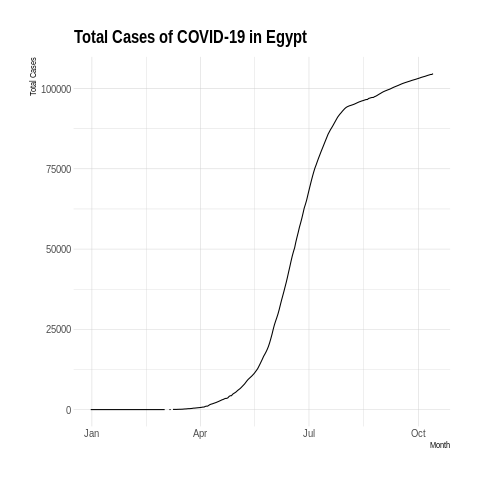 Total Cases of COVID-19 in Egypt
Total Cases
100000
75000
50000
25000
0
Jan Apr Jul Oct
Month